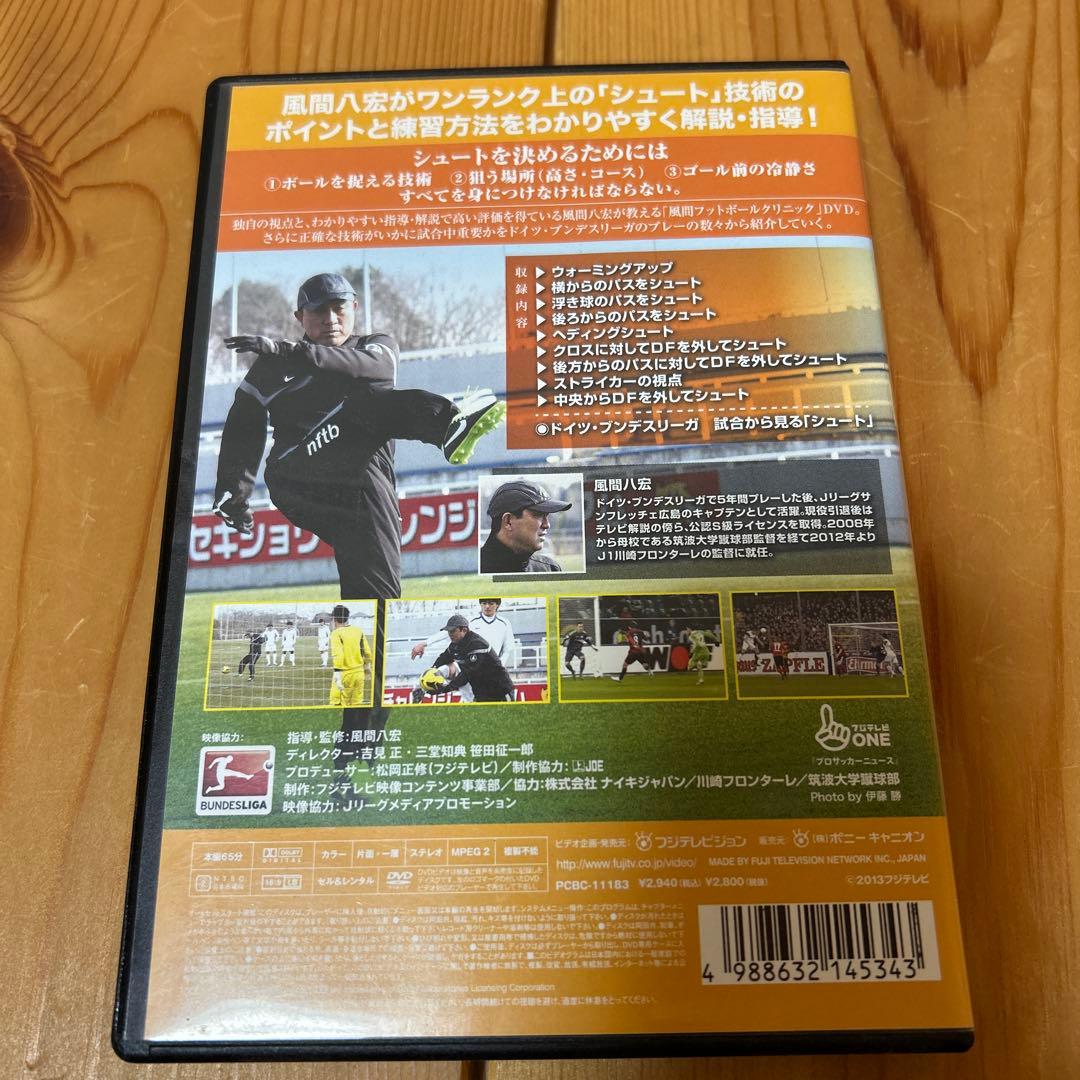 風間八宏がワンランク上の「シュート」技術の
ポイントと練習方法をわかりやすく解説・指導！
シュートを決めるためには
①ボールを捉える技術 ②狙う場所（高さ・コース） ③ゴール前の冷静さ
すべてを身につけなければならない。
独自の視点と、わかりやすい指導・解説で高い評価を得ている風間八宏が教える「風間フットボールクリニック」DVD。
さらに正確な技術がいかに試合中重要かをドイツ・ブンデスリーガのプレーの数々から紹介していく。
収録内容
▶ウォーミングアップ
▶横からのパスをシュート
▶浮き球のパスをシュート
▶後ろからのパスをシュート
▶ヘディングシュート
▶クロスに対してDFを外してシュート
▶後方からのパスに対してDFを外してシュート
▶ストライカーの視点
▶中央からDFを外してシュート
◉ドイツ・ブンデスリーガ 試合から見る「シュート」
nftb
セキショウ
レンジ
風間八宏
ドイツ・ブンデスリーガで5年間プレーした後、Jリーグサ
ンフレッチェ広島のキャプテンとして活躍。現役引退後は
テレビ解説の傍ら、公認S級ライセンスを取得。2008年
から母校である筑波大学蹴球部監督を経て2012年より
J1川崎フロンターレの監督に就任。
映像協力：
BUNDESLIGA
指導・監修：風間八宏
ディレクター：吉見 正・三堂知典 笹田征一郎
プロデューサー：松岡正修（フジテレビ）／制作協力：JOE
制作：フジテレビ映像コンテンツ事業部／協力：株式会社 ナイキジャパン／川崎フロンターレ／筑波大学蹴球部
映像協力：Jリーグメディアプロモーション
フジテレビ
ONE
「プロサッカーニュース」
Photo by 伊藤 勝
本編65分
DOLBY
DIGITAL
カラー
片面・一層
ステレオ
MPEG 2
複製不能
2 NTSC
日本市場向
16:9 LB
セル&レンタル
DVD
VIDEO
ビデオ企画・発売元： フジテレビジョン 販売元： (株)ポニー キャニオン
http://www.fujitv.co.jp/video/ MADE BY FUJI TELEVISION NETWORK INC., JAPAN
PCBC-11183 ¥2,940(税込) ¥2,800(税抜) ©2013フジテレビ
4 988632 145343